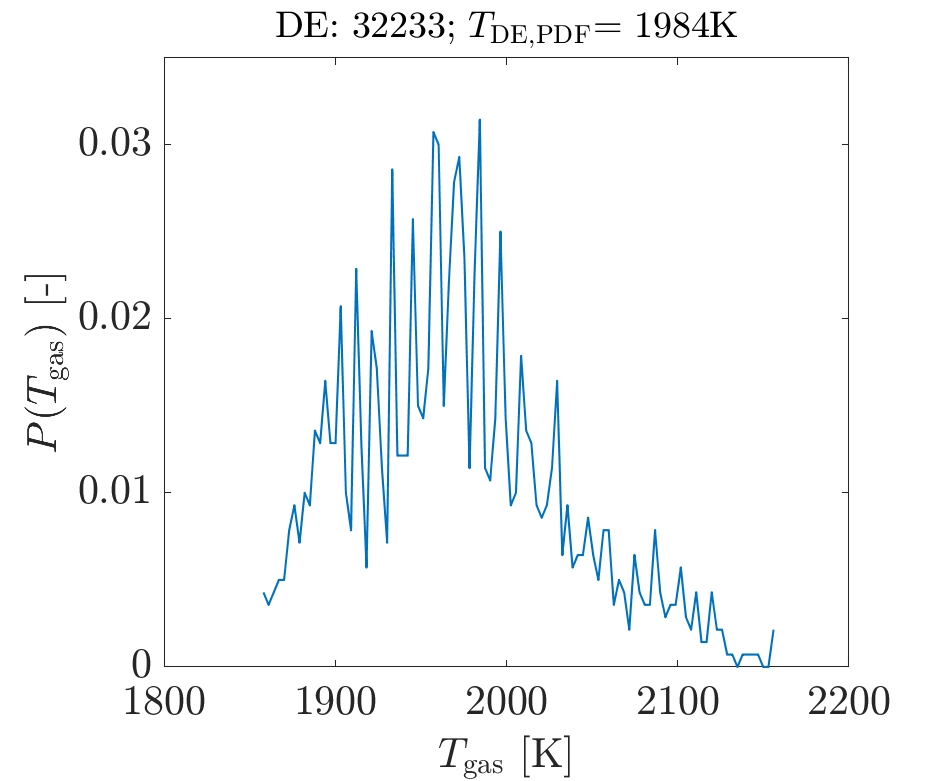 DE: 32233; T_DE,PDF= 1984K
P(T_gas) [-]
0.03
0.02
0.01
0
1800 1900 2000 2100 2200
T_gas [K]